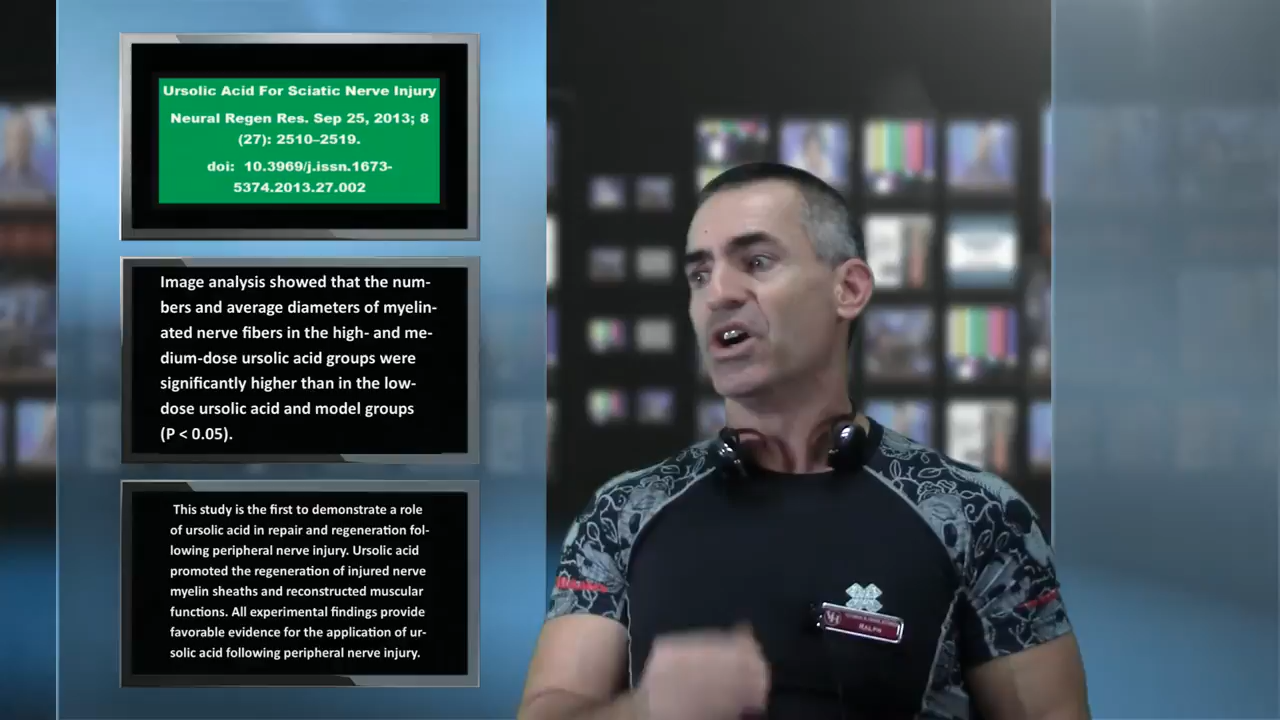 Ursolic Acid For Sciatic Nerve Injury
Neural Regen Res. Sep 25, 2013; 8
(27): 2510–2519.
doi: 10.3969/j.issn.1673-
5374.2013.27.002
Image analysis showed that the num-
bers and average diameters of myelin-
ated nerve fibers in the high- and me-
dium-dose ursolic acid groups were
significantly higher than in the low-
dose ursolic acid and model groups
(P < 0.05).
This study is the first to demonstrate a role
of ursolic acid in repair and regeneration fol-
lowing peripheral nerve injury. Ursolic acid
promoted the regeneration of injured nerve
myelin sheaths and reconstructed muscular
functions. All experimental findings provide
favorable evidence for the application of ur-
solic acid following peripheral nerve injury.
RALPH